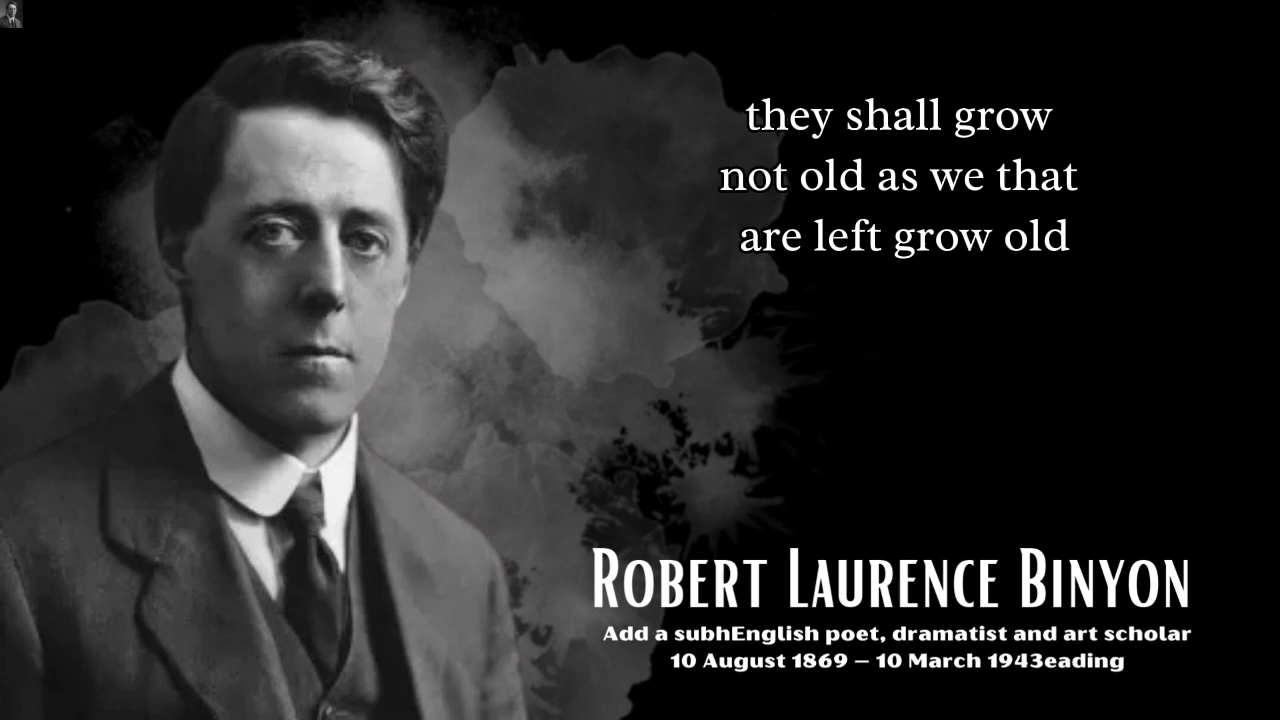 they shall grow
not old as we that
are left grow old
Robert Laurence Binyon
Add a subhEnglish poet, dramatist and art scholar
10 August 1869 – 10 March 1943eading